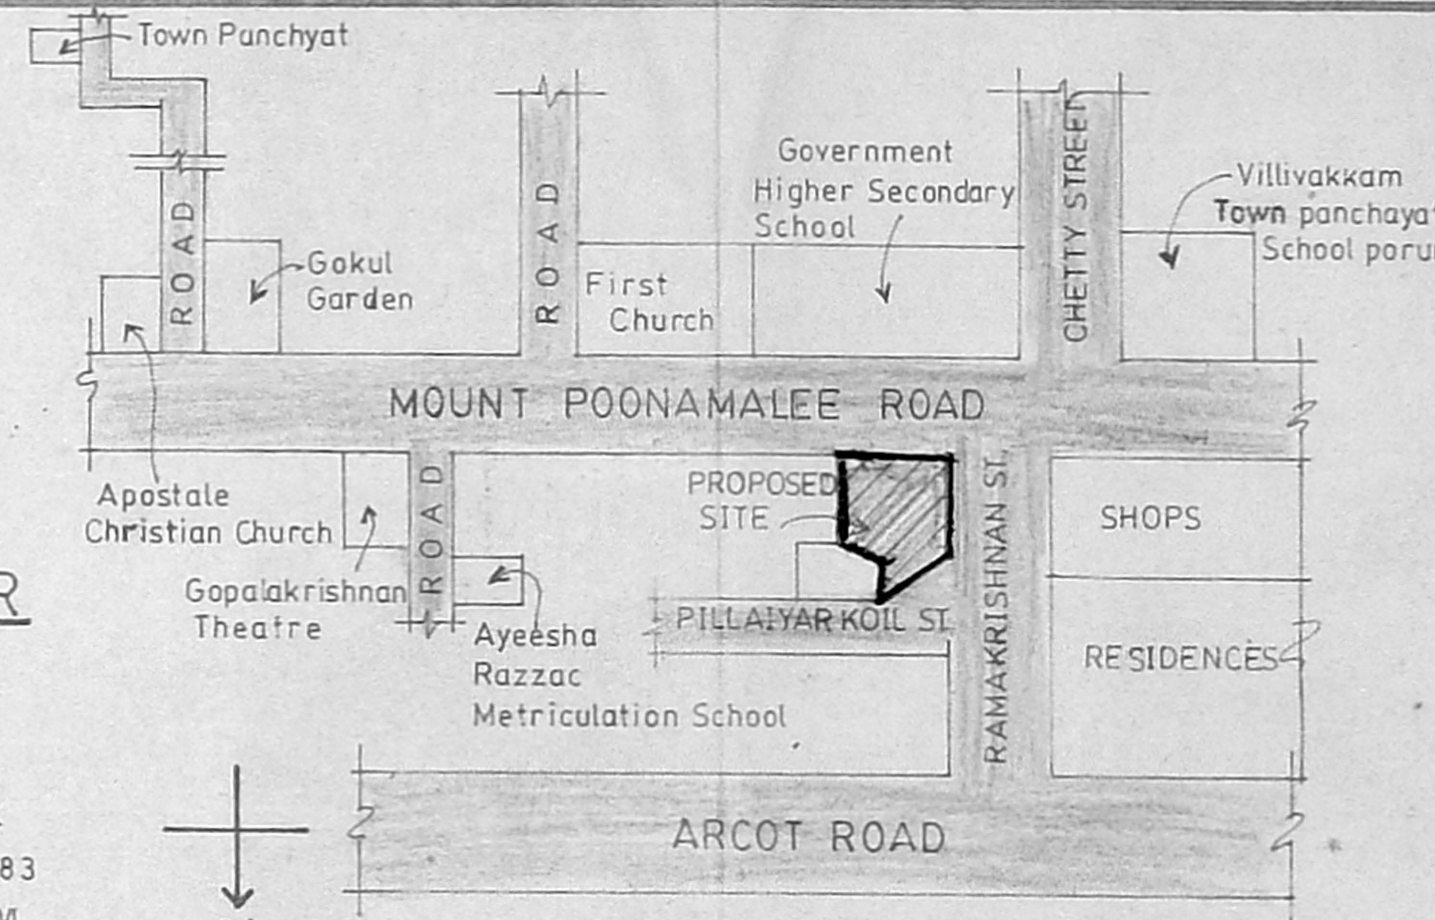 Town Panchyat
Government
Higher Secondary
School
CHETTY STREET
Villivakkam
Town panchaya
School poru
ROAD
Gokul
Garden
ROAD
First
Church
MOUNT POONAMALEE ROAD
Apostale
Christian Church
Gopalakrishnan
Theatre
ROAD
Ayeesha
Razzac
Metriculation School
PROPOSED
SITE
PILLAIYAR KOIL ST.
RAMAKRISHNAN ST,
SHOPS
RESIDENCES
R
ARCOT ROAD
83